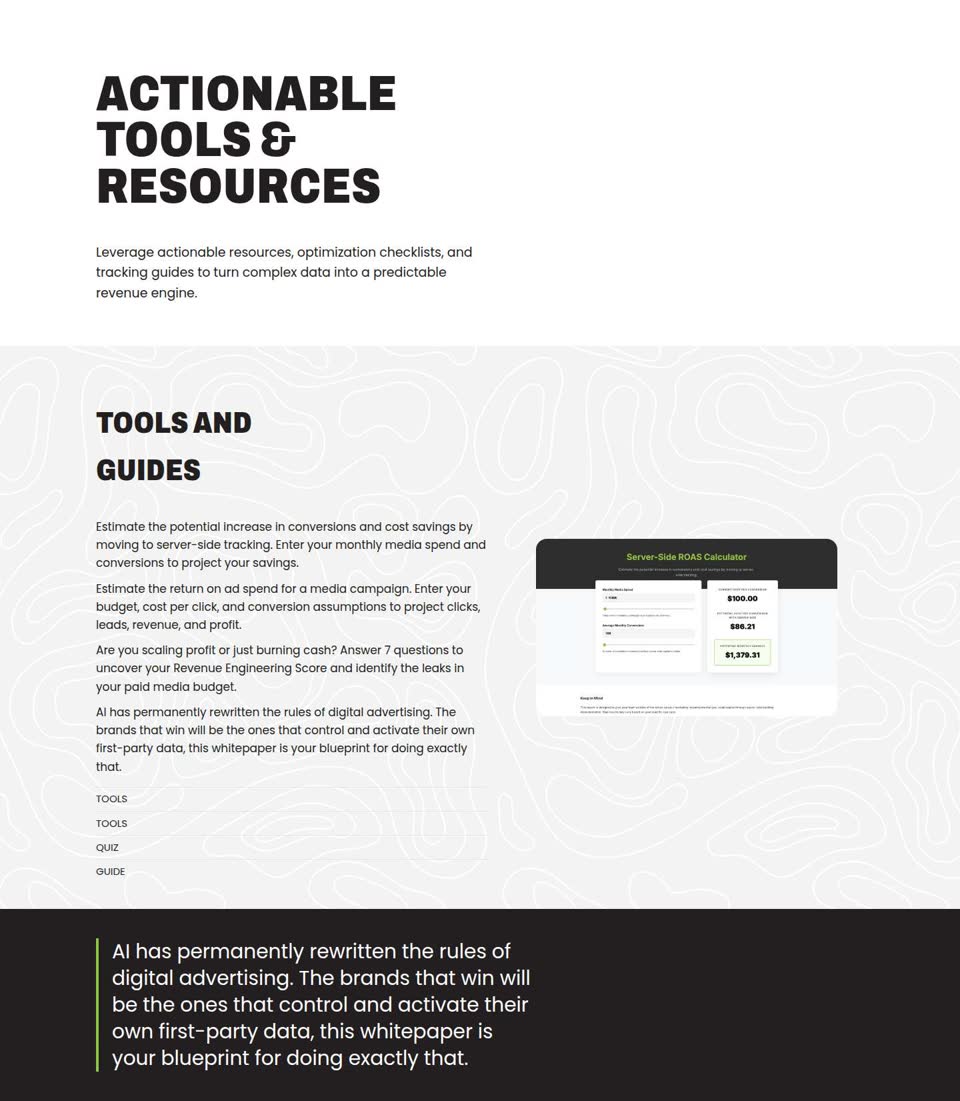 ACTIONABLE
TOOLS &
RESOURCES
Leverage actionable resources, optimization checklists, and
tracking guides to turn complex data into a predictable
revenue engine.
TOOLS AND
GUIDES
Estimate the potential increase in conversions and cost savings by
moving to server-side tracking. Enter your monthly media spend and
conversions to project your savings.
Estimate the return on ad spend for a media campaign. Enter your
budget, cost per click, and conversion assumptions to project clicks,
leads, revenue, and profit.
Are you scaling profit or just burning cash? Answer 7 questions to
uncover your Revenue Engineering Score and identify the leaks in
your paid media budget.
AI has permanently rewritten the rules of digital advertising. The
brands that win will be the ones that control and activate their own
first-party data, this whitepaper is your blueprint for doing exactly
that.
TOOLS
TOOLS
QUIZ
GUIDE
Server-Side ROAS Calculator
Monthly Media Spend
Average Monthly Conversions
$100.00
$86.21
$1,379.31
Keep in Mind
AI has permanently rewritten the rules of
digital advertising. The brands that win will
be the ones that control and activate their
own first-party data, this whitepaper is
your blueprint for doing exactly that.